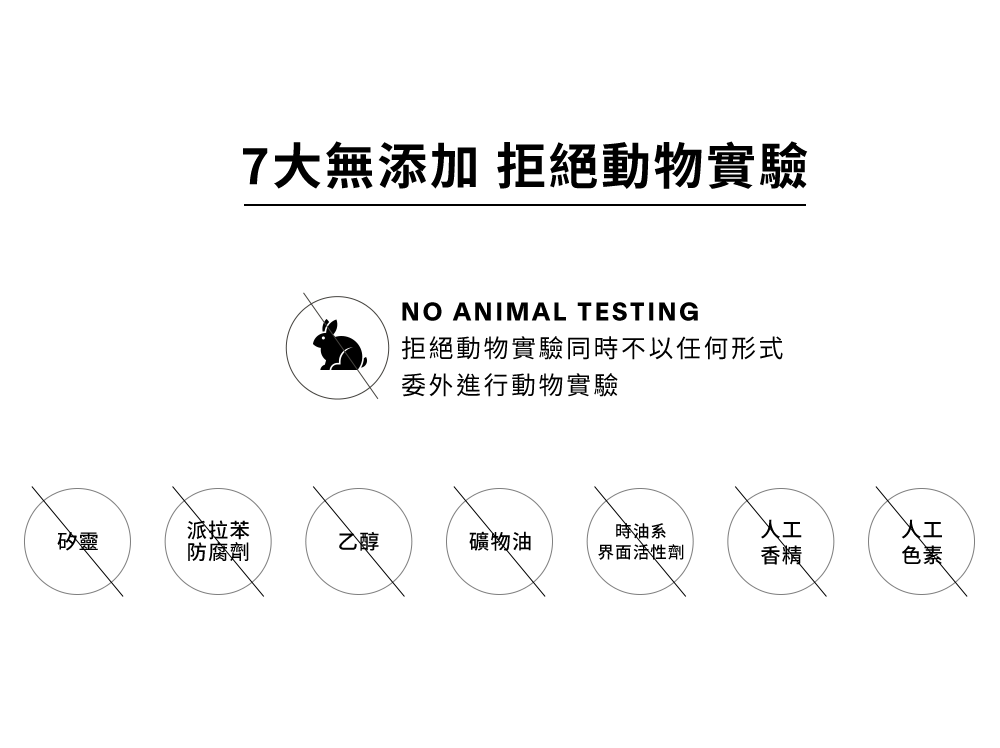 7大無添加 拒絕動物實驗
NO ANIMAL TESTING
拒絕動物實驗同時不以任何形式
委外進行動物實驗
矽靈
派拉苯
防腐劑
乙醇
礦物油
時油系
界面活性劑
人工
香精
人工
色素